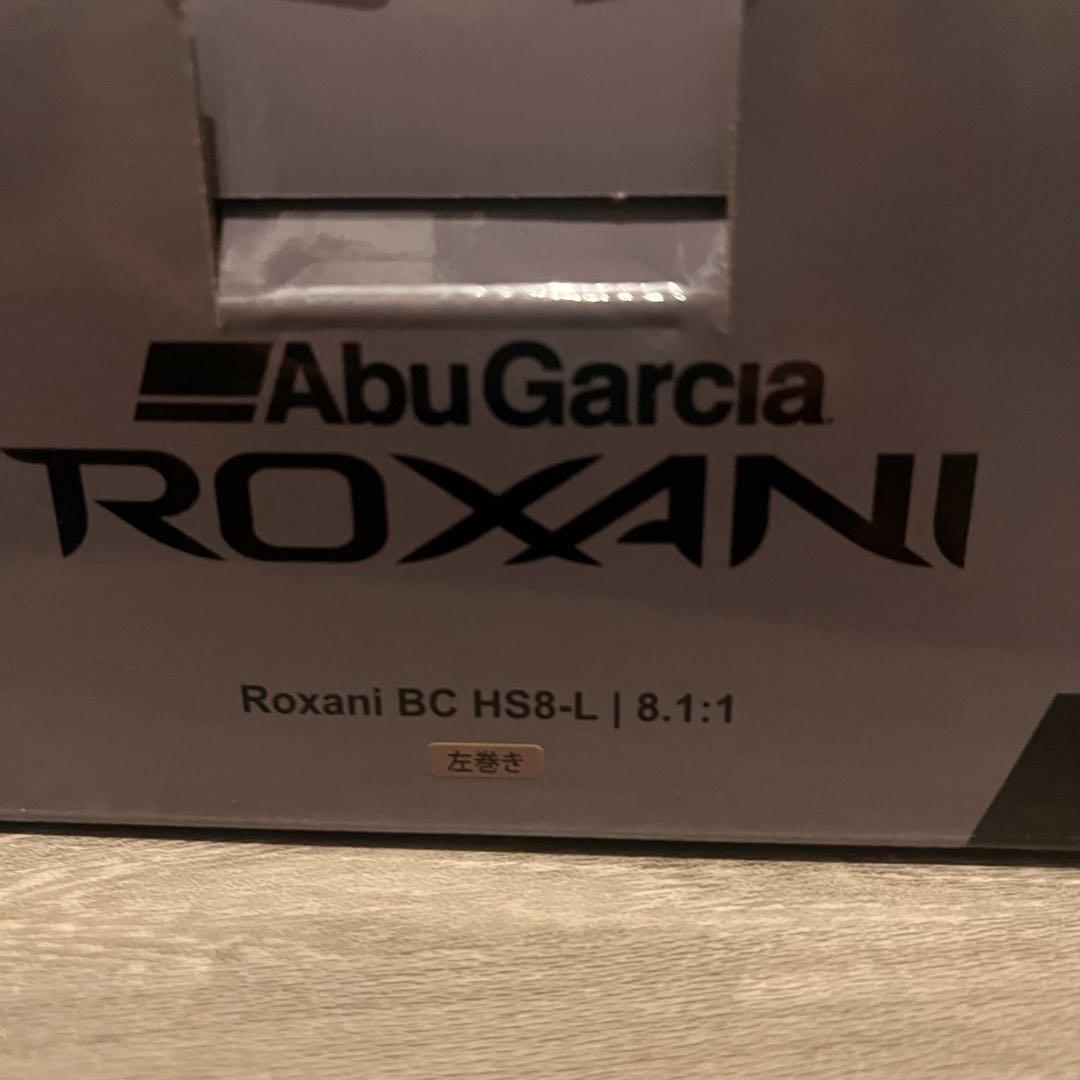 AbuGarcia
ROXANI
Roxani BC HS8-L | 8.1:1
左巻き